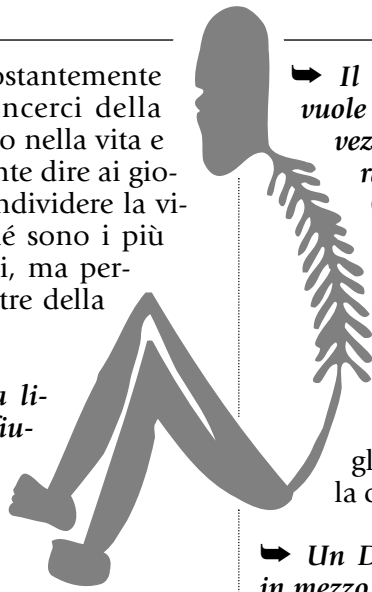 ostantemente
ncerci della
o nella vita e
nte dire ai gio-
ndividere la vi-
é sono i più
i, ma per-
tre della
a li-
fiu-
➥ Il
vuole
vez
gl
la
➥ Un D
in mezzo